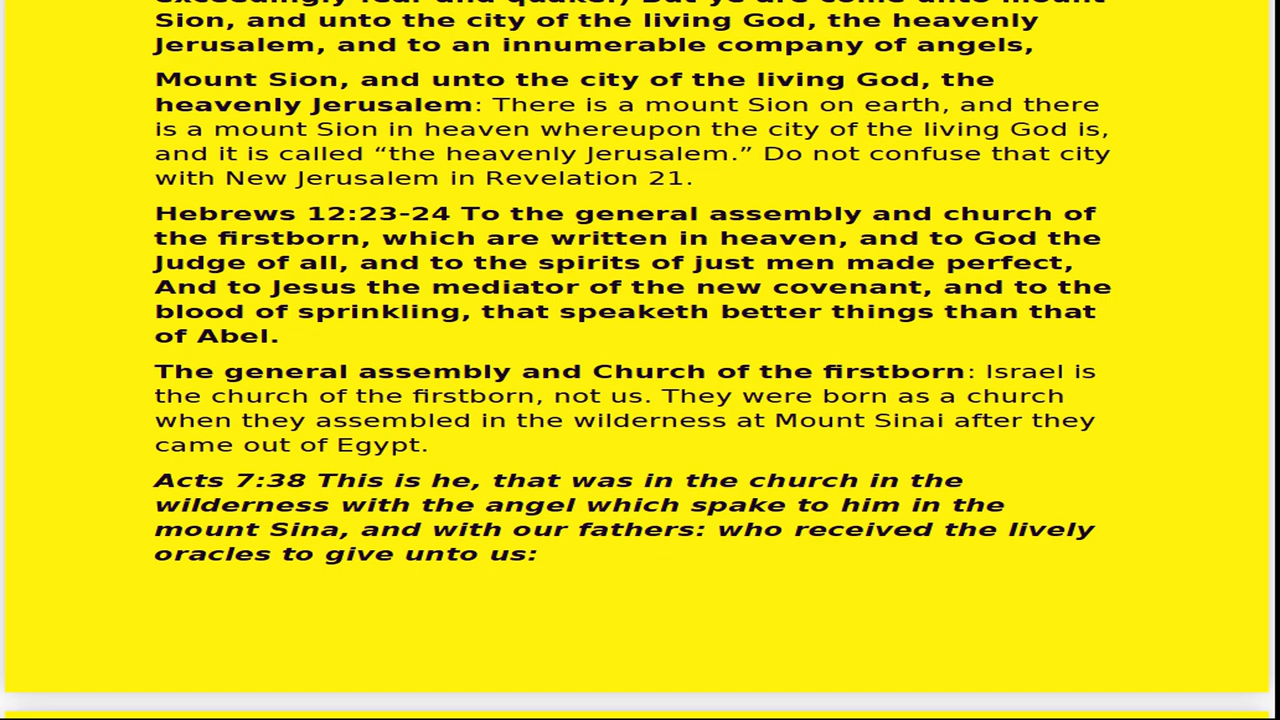 exceedingly fear and quake:) But ye are come unto mount
Sion, and unto the city of the living God, the heavenly
Jerusalem, and to an innumerable company of angels,
Mount Sion, and unto the city of the living God, the
heavenly Jerusalem: There is a mount Sion on earth, and there
is a mount Sion in heaven whereupon the city of the living God is,
and it is called “the heavenly Jerusalem.” Do not confuse that city
with New Jerusalem in Revelation 21.
Hebrews 12:23-24 To the general assembly and church of
the firstborn, which are written in heaven, and to God the
Judge of all, and to the spirits of just men made perfect,
And to Jesus the mediator of the new covenant, and to the
blood of sprinkling, that speaketh better things than that
of Abel.
The general assembly and Church of the firstborn: Israel is
the church of the firstborn, not us. They were born as a church
when they assembled in the wilderness at Mount Sinai after they
came out of Egypt.
Acts 7:38 This is he, that was in the church in the
wilderness with the angel which spake to him in the
mount Sina, and with our fathers: who received the lively
oracles to give unto us: